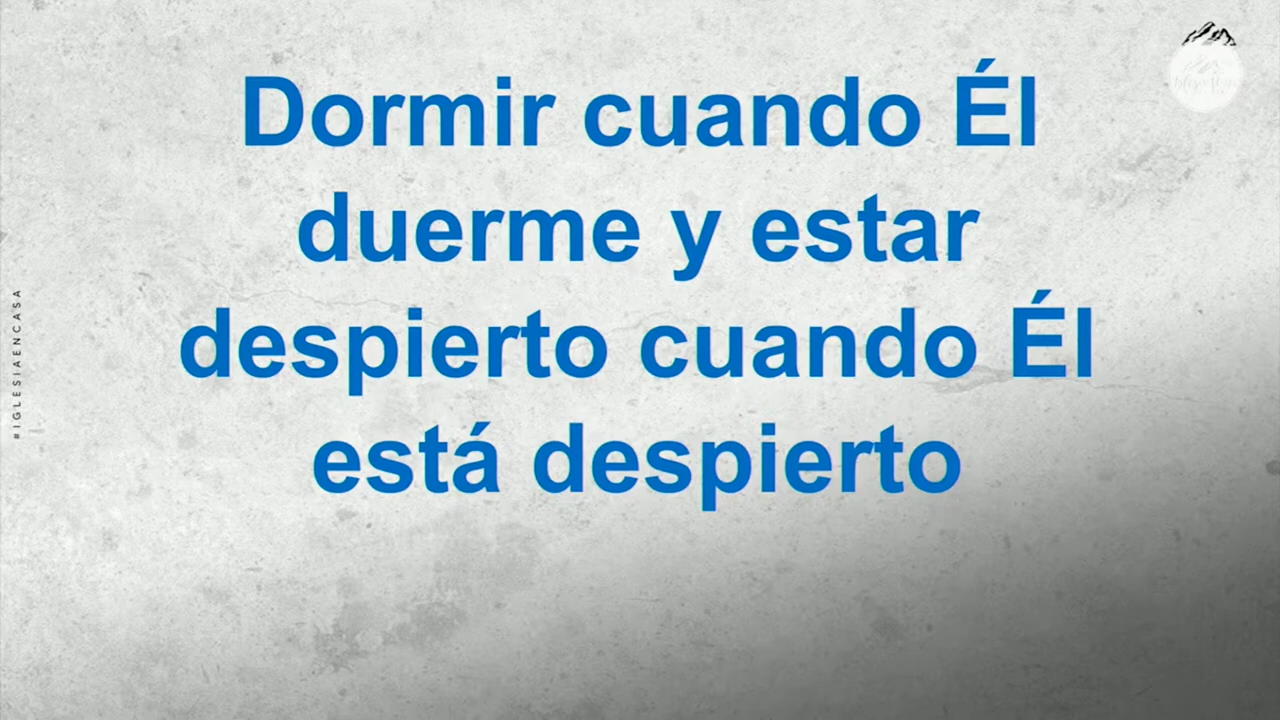 Dormir cuando Él
duerme y estar
despierto cuando Él
está despierto
#IGLESIAENCASA